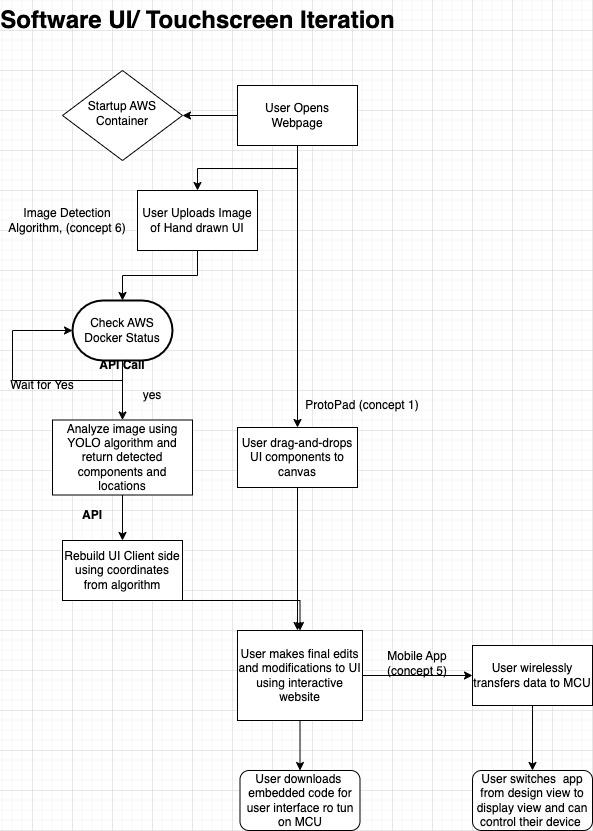 Software UI/ Touchscreen Iteration
Startup AWS
Container
User Opens
Webpage
Image Detection
Algorithm, (concept 6)
User Uploads Image
of Hand drawn UI
Check AWS
Docker Status
API Call
Wait for Yes
yes
ProtoPad (concept 1)
Analyze image using
YOLO algorithm and
return detected
components and
locations
User drag-and-drops
UI components to
canvas
API
Rebuild UI Client side
using coordinates
from algorithm
User makes final edits
and modifications to UI
using interactive
website
Mobile App
(concept 5)
User wirelessly
transfers data to MCU
User downloads
embedded code for
user interface ro tun
on MCU
User switches app
from design view to
display view and can
control their device